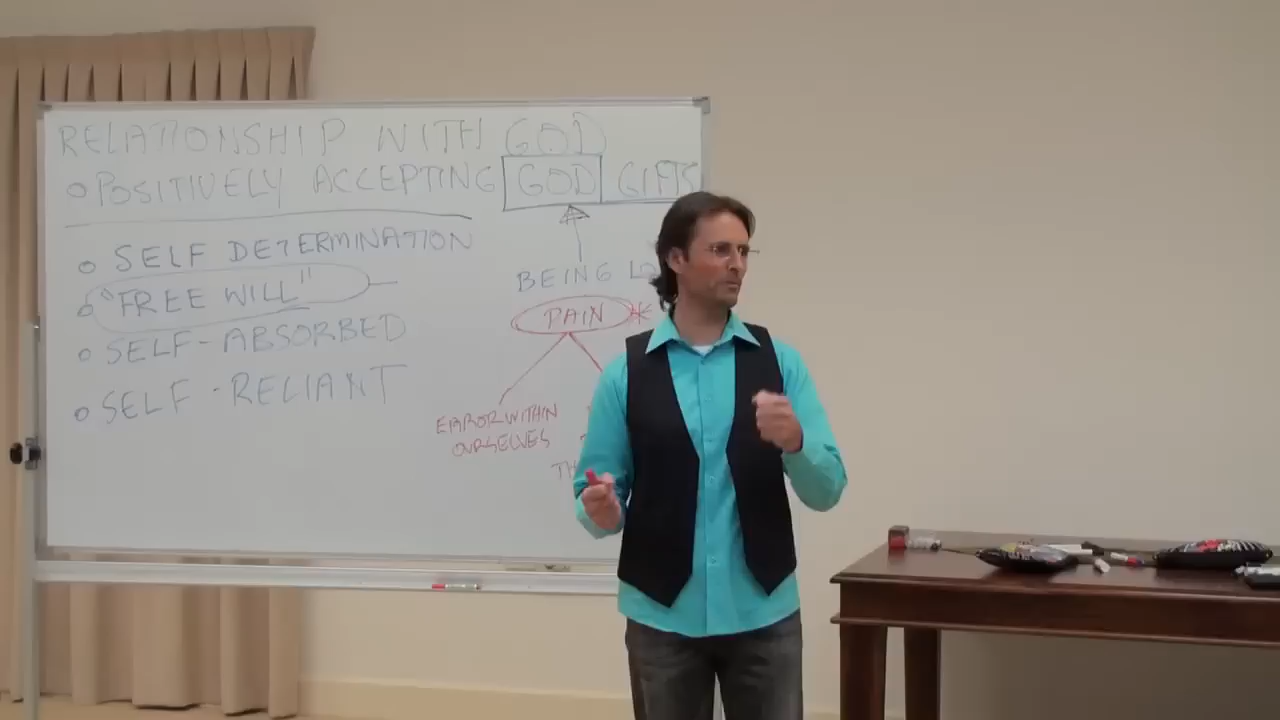 RELATIONSHIP WITH GOD
POSITIVELY ACCEPTING GOD GIFTS
SELF DETERMINATION
"FREE WILL"
SELF-ABSORBED
SELF-RELIANT
BEING
PAIN *
ERROR WITHIN
OURSELVES